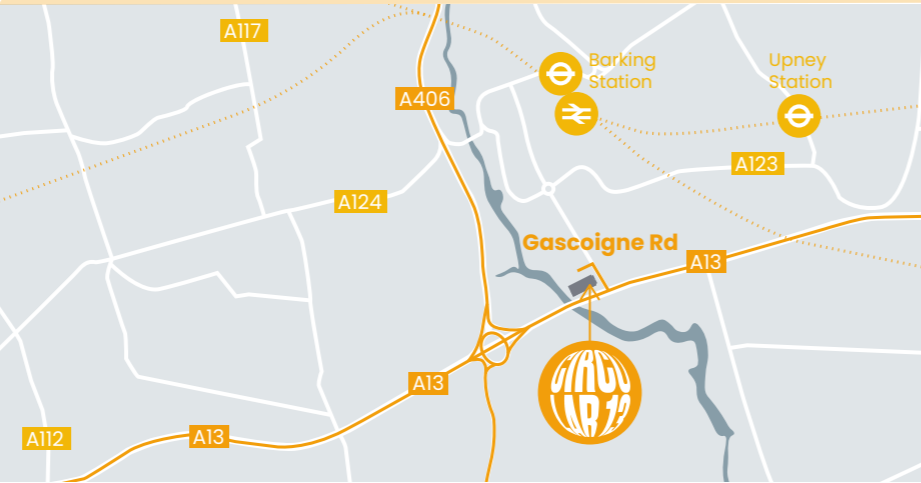 A117
Barking
Station
Upney
Station
A406
A123
A124
Gascoigne Rd
A13
A13
CIRCU
LAR 13
A13
A112